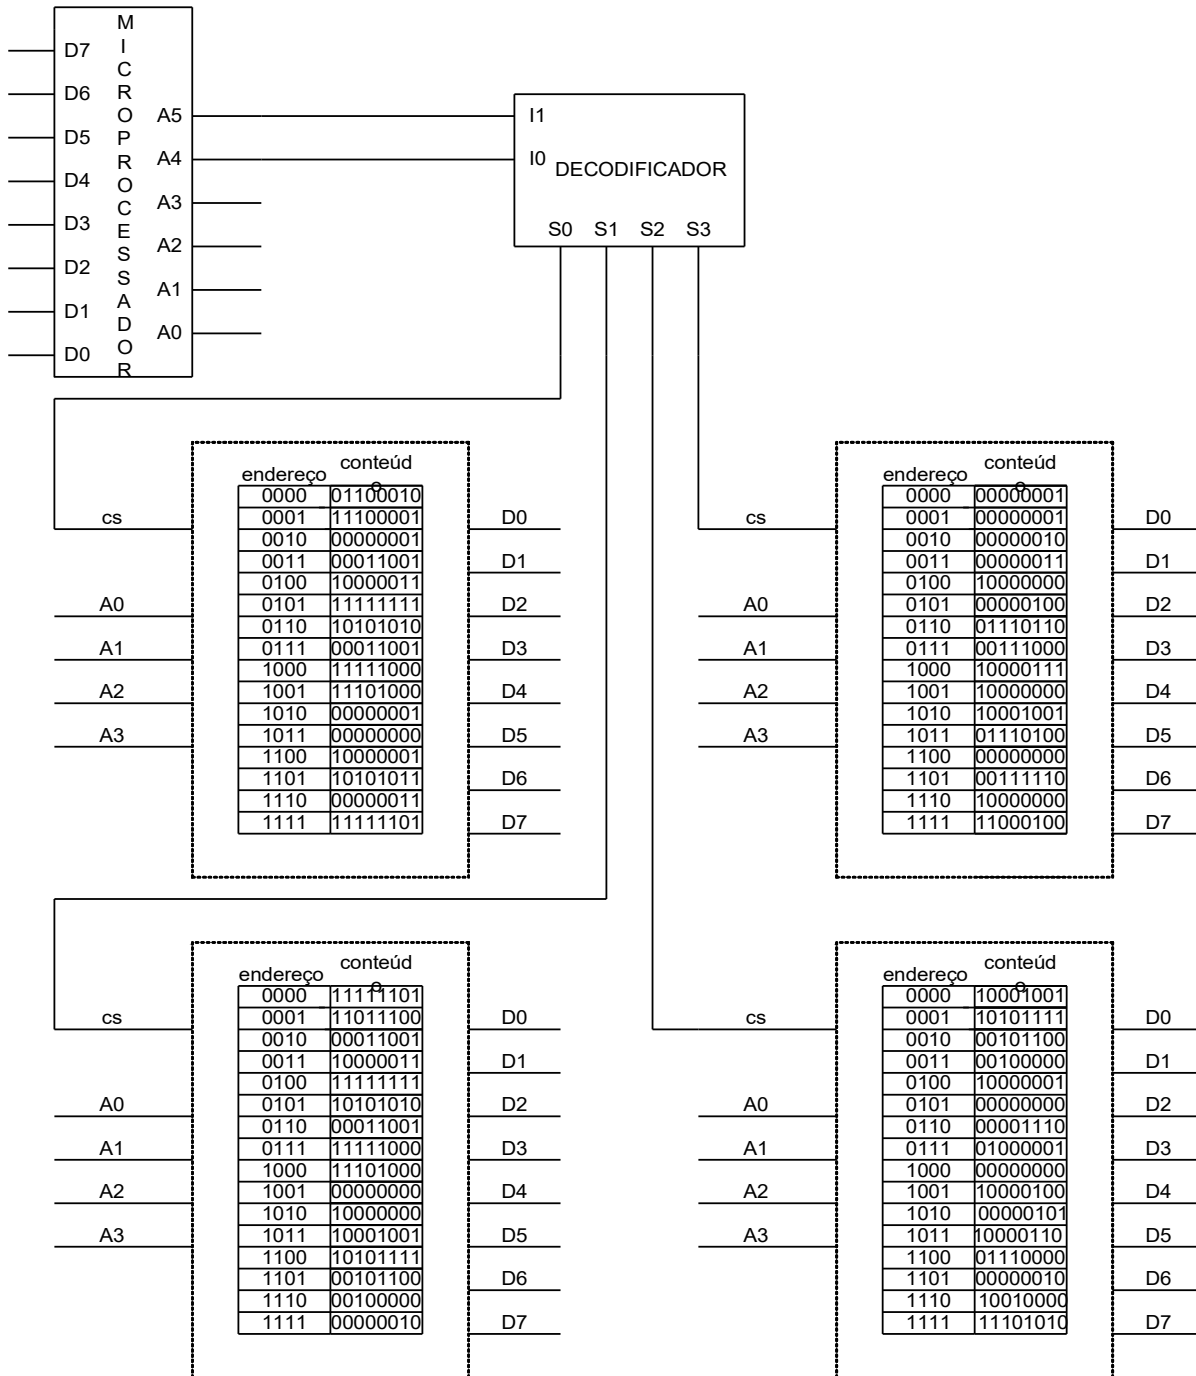 MICROPROCESSADOR
D7
D6
D5
D4
D3
D2
D1
D0
A5
A4
A3
A2
A1
A0
I1
I0
DECODIFICADOR
S0 S1 S2 S3
endereço conteúd
o
0000 01100010
0001 11100001
0010 00000001
0011 00011001
0100 10000011
0101 11111111
0110 10101010
0111 00011001
1000 11111000
1001 11101000
1010 00000001
1011 00000000
1100 10000001
1101 10101011
1110 00000011
1111 11111101
cs
A0
A1
A2
A3
D0
D1
D2
D3
D4
D5
D6
D7
endereço conteúd
o
0000 00000001
0001 00000001
0010 00000010
0011 00000011
0100 10000000
0101 00000100
0110 01110110
0111 00111000
1000 10000111
1001 10000000
1010 10001001
1011 01110100
1100 00000000
1101 00111110
1110 10000000
1111 11000100
cs
A0
A1
A2
A3
D0
D1
D2
D3
D4
D5
D6
D7
endereço conteúd
o
0000 11111101
0001 11011100
0010 00011001
0011 10000011
0100 11111111
0101 10101010
0110 00011001
0111 11111000
1000 11101000
1001 00000000
1010 10000000
1011 10001001
1100 10101111
1101 00101100
1110 00100000
1111 00000010
cs
A0
A1
A2
A3
D0
D1
D2
D3
D4
D5
D6
D7
endereço conteúd
o
0000 10001001
0001 10101111
0010 00101100
0011 00100000
0100 10000001
0101 00000000
0110 00001110
0111 01000001
1000 00000000
1001 10000100
1010 00000101
1011 10000110
1100 01110000
1101 00000010
1110 10010000
1111 11101010
cs
A0
A1
A2
A3
D0
D1
D2
D3
D4
D5
D6
D7